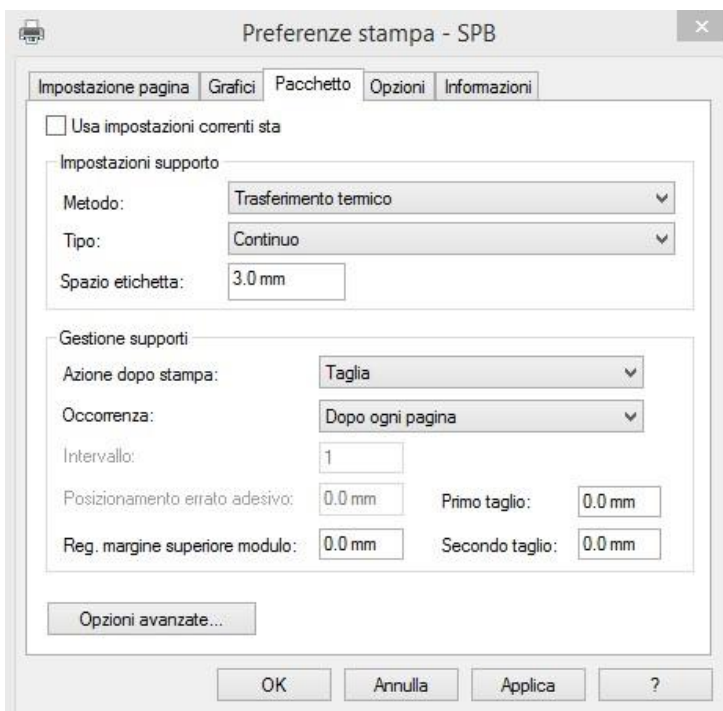 Preferenze stampa - SPB
Impostazione pagina Grafici Pacchetto Opzioni Informazioni
Usa impostazioni correnti sta
Impostazioni supporto
Metodo: Trasferimento termico
Tipo: Continuo
Spazio etichetta: 3.0 mm
Gestione supporti
Azione dopo stampa: Taglia
Occorrenza: Dopo ogni pagina
Intervallo: 1
Posizionamento errato adesivo: 0.0 mm Primo taglio: 0.0 mm
Reg. margine superiore modulo: 0.0 mm Secondo taglio: 0.0 mm
Opzioni avanzate...
OK Annulla Applica ?